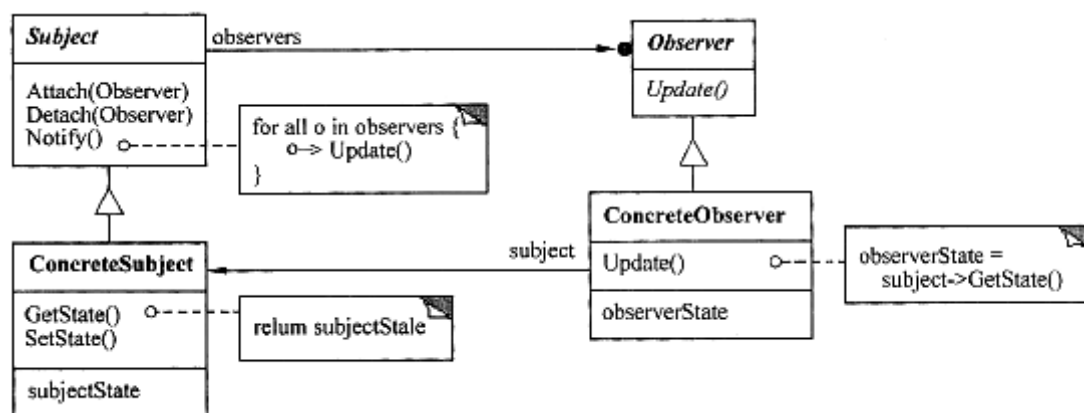 Subject
observers
Observer
Attach(Observer)
Detach(Observer)
Notify()
for all o in observers {
o-> Update()
}
Update()
ConcreteSubject
GetState()
SetState()
subjectState
relum subjectStale
subject
ConcreteObserver
Update()
observerState
observerState =
subject->GetState()